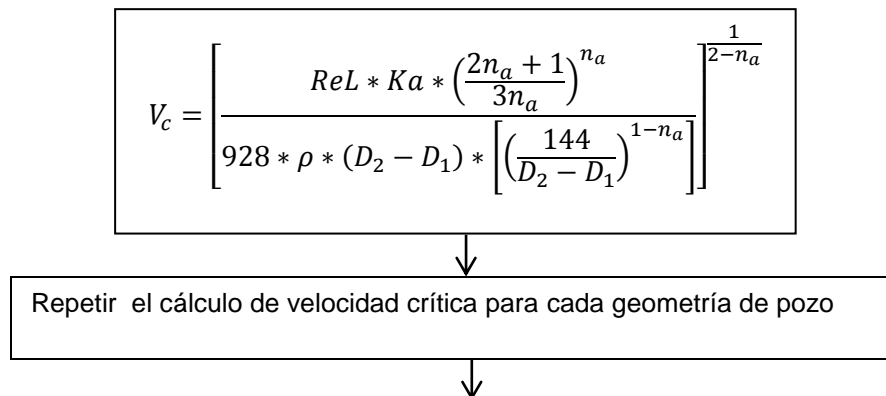 V_c = [ (ReL * Ka * ((2n_a + 1) / (3n_a))^(n_a)) / (928 * ρ * (D_2 − D_1) * [(144 / (D_2 − D_1))^(1−n_a)]) ]^(1 / (2−n_a))
Repetir el cálculo de velocidad crítica para cada geometría de pozo